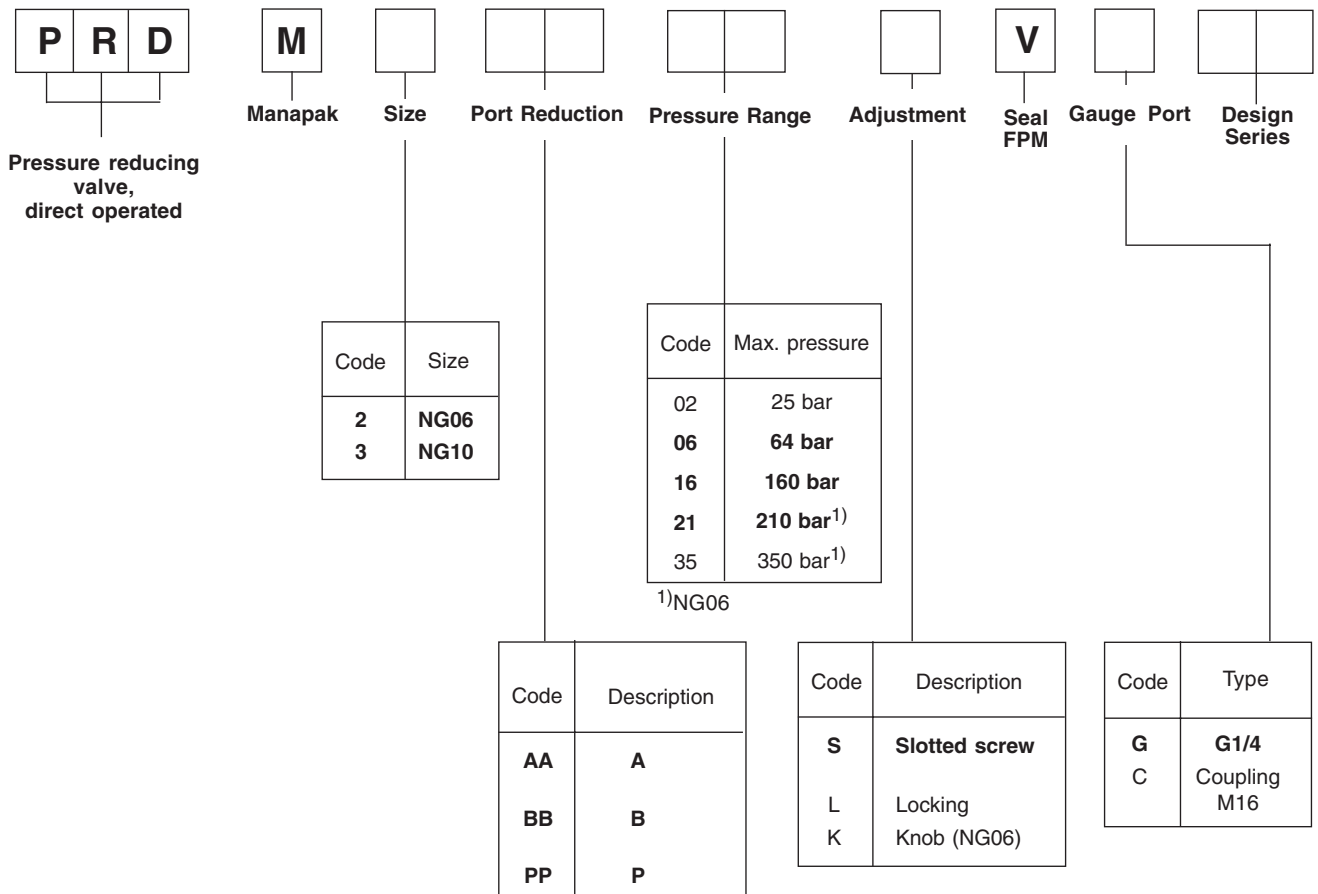 P R D M V
Manapak Size Port Reduction Pressure Range Adjustment Seal FPM Gauge Port Design Series
Pressure reducing
valve,
direct operated
Code Size
2 NG06
3 NG10
Code Max. pressure
02 25 bar
06 64 bar
16 160 bar
21 210 bar1)
35 350 bar1)
1)NG06
Code Description
AA A
BB B
PP P
Code Description
S Slotted screw
L Locking
K Knob (NG06)
Code Type
G G1/4
C Coupling
M16